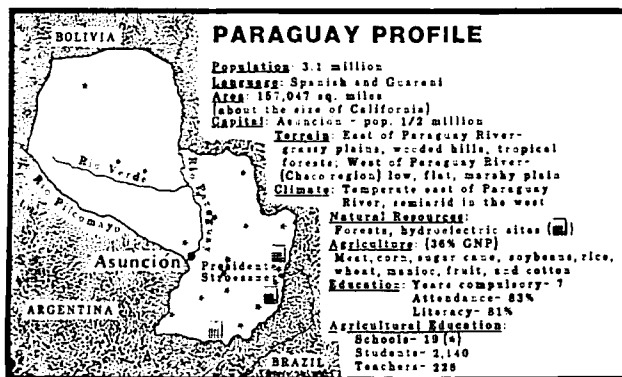 BOLIVIA
PARAGUAY PROFILE
Population: 3.1 million
Language: Spanish and Guarani
Area: 157,047 sq. miles
(about the size of California)
Capital: Asuncion - pop. 1/2 million
Terrain: East of Paraguay River-
grassy plains, wooded hills, tropical
forests; West of Paraguay River-
(Chaco region) low, flat, marshy plain
Climate: Temperate east of Paraguay
River, semiarid in the west
Natural Resources:
Forests, hydroelectric sites ( )
Agriculture: (36% GNP)
Meat, corn, sugar cane, soybeans, rice,
wheat, manioc, fruit, and cotton
Education: Years compulsory- 7
Attendance- 83%
Literacy- 81%
Agricultural Education:
Schools- 19 (*)
Students- 2,140
Teachers- 228
Rio Verde
Rio Paraguay
Rio Pilcomayo
Asunción
President
Stroessner
ARGENTINA
BRAZIL